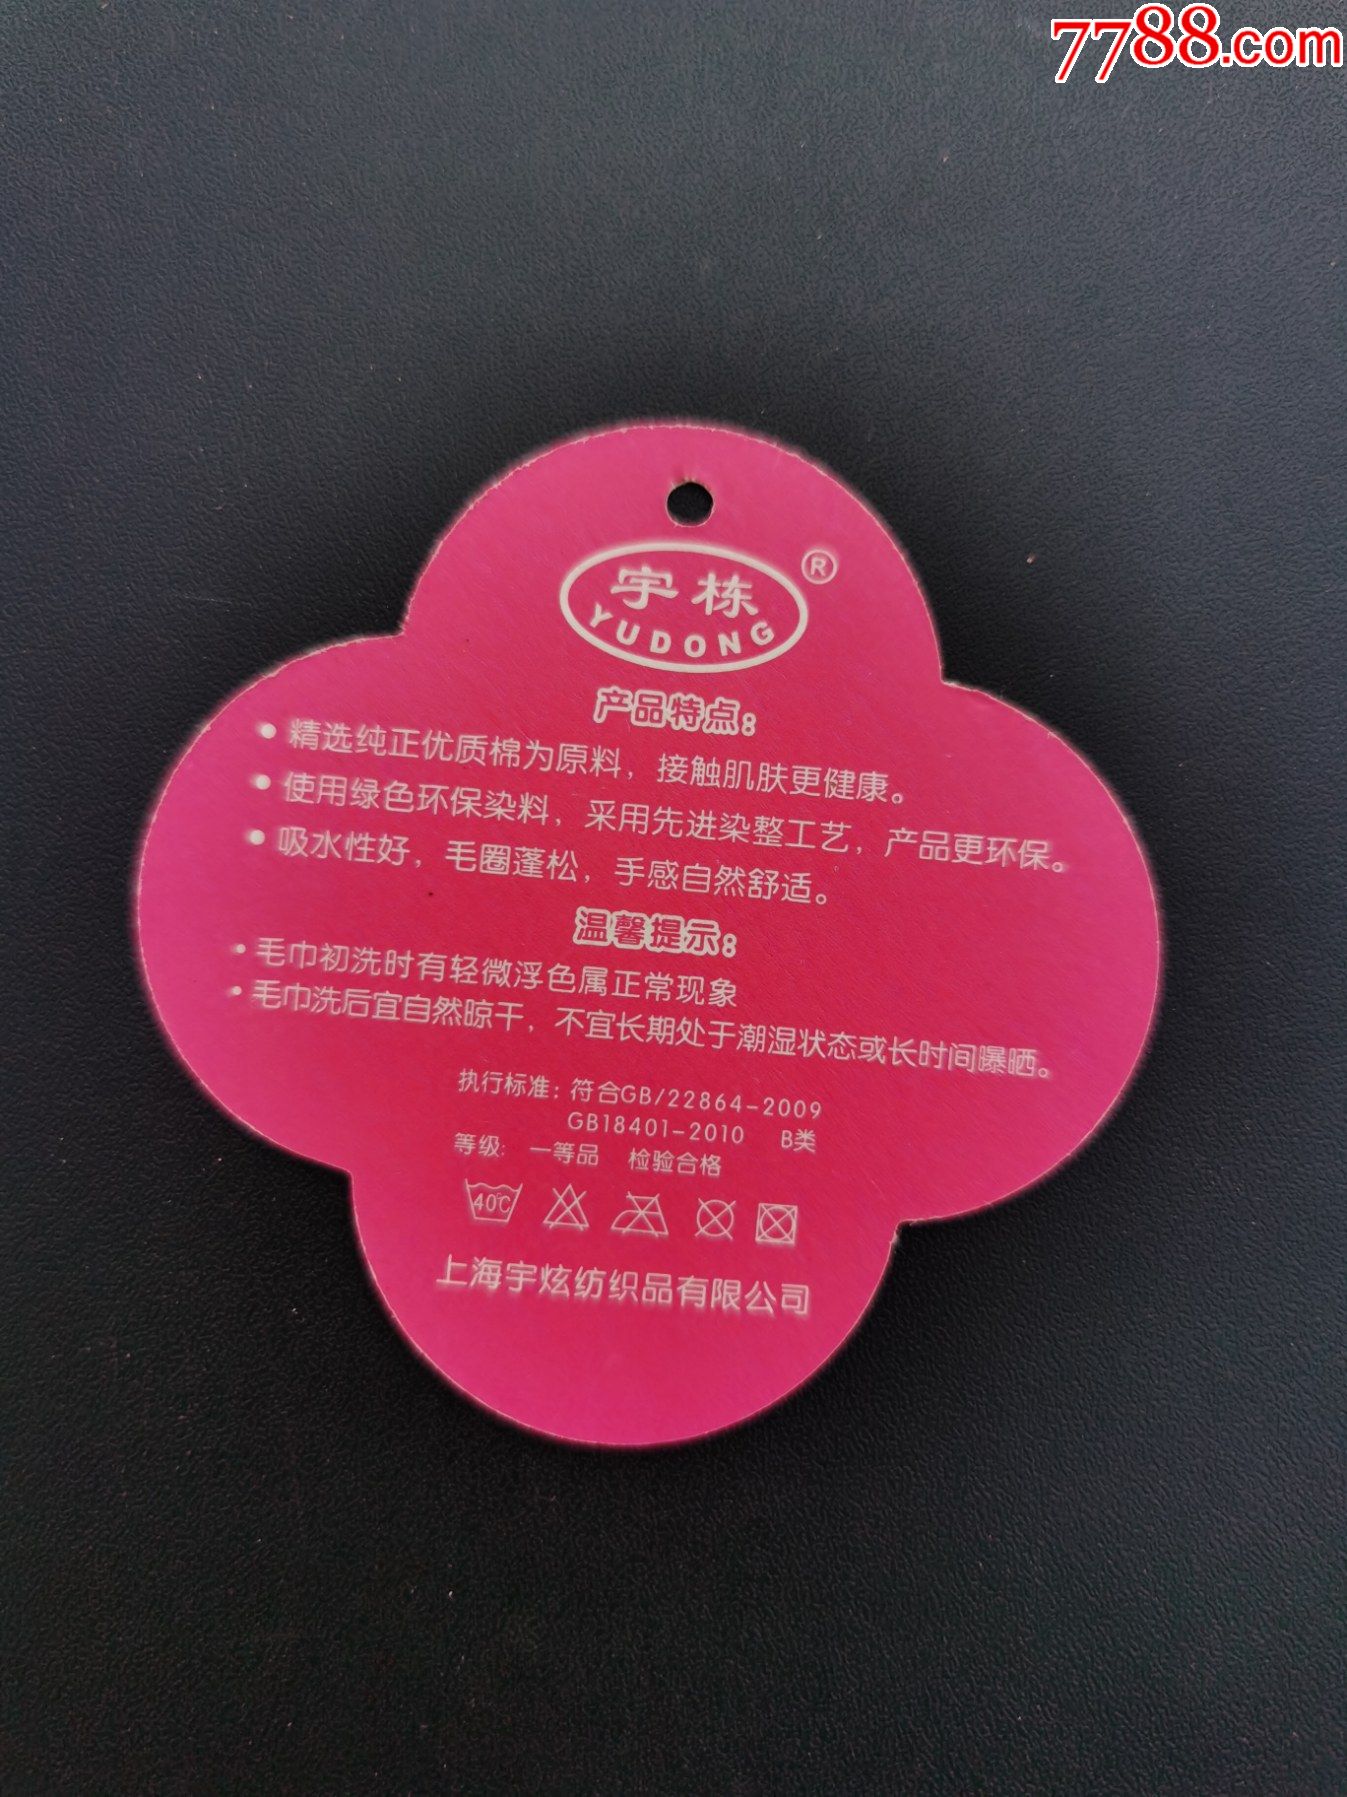 7788.com
宇栋
®
YUDONG
产品特点：
• 精选纯正优质棉为原料，接触肌肤更健康。
• 使用绿色环保染料，采用先进染整工艺，产品更环保。
• 吸水性好，毛圈蓬松，手感自然舒适。
温馨提示：
• 毛巾初洗时有轻微浮色属正常现象
• 毛巾洗后宜自然晾干，不宜长期处于潮湿状态或长时间曝晒。
执行标准：符合GB/22864-2009
GB18401-2010 B类
等级: 一等品 检验合格
40℃
上海宇炫纺织品有限公司